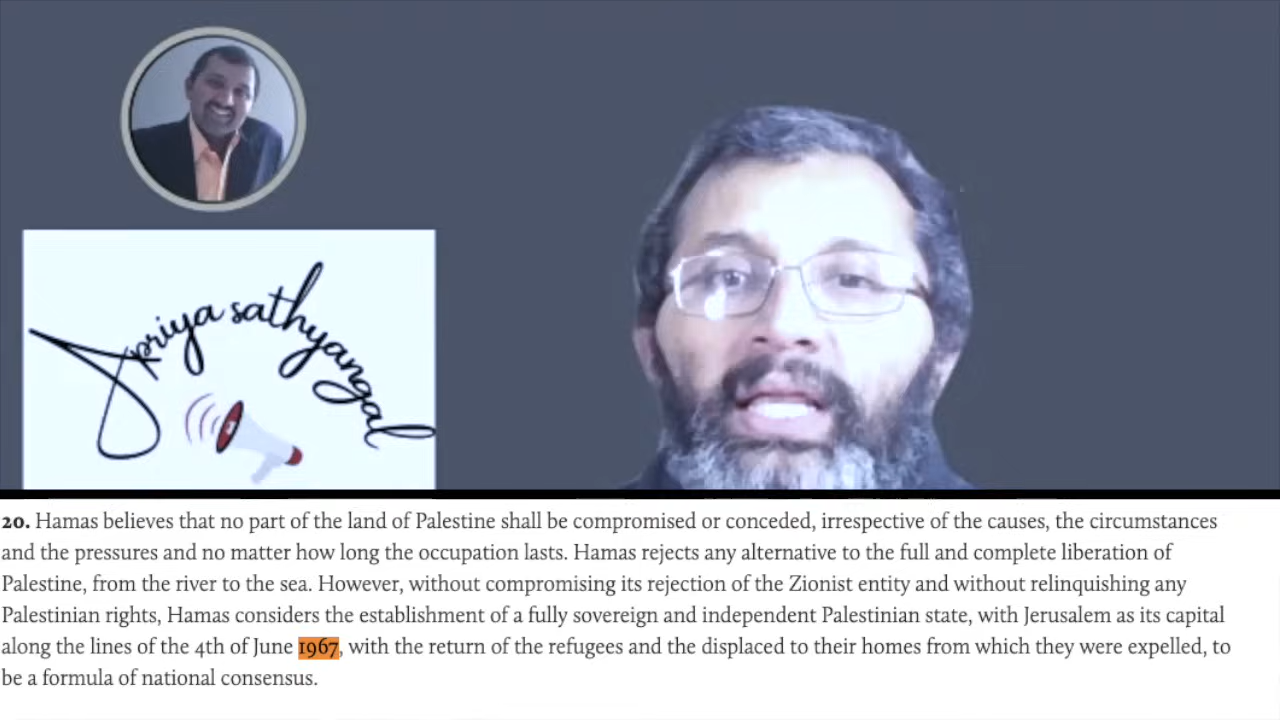 apriya sathyangal
20. Hamas believes that no part of the land of Palestine shall be compromised or conceded, irrespective of the causes, the circumstances
and the pressures and no matter how long the occupation lasts. Hamas rejects any alternative to the full and complete liberation of
Palestine, from the river to the sea. However, without compromising its rejection of the Zionist entity and without relinquishing any
Palestinian rights, Hamas considers the establishment of a fully sovereign and independent Palestinian state, with Jerusalem as its capital
along the lines of the 4th of June 1967, with the return of the refugees and the displaced to their homes from which they were expelled, to
be a formula of national consensus.